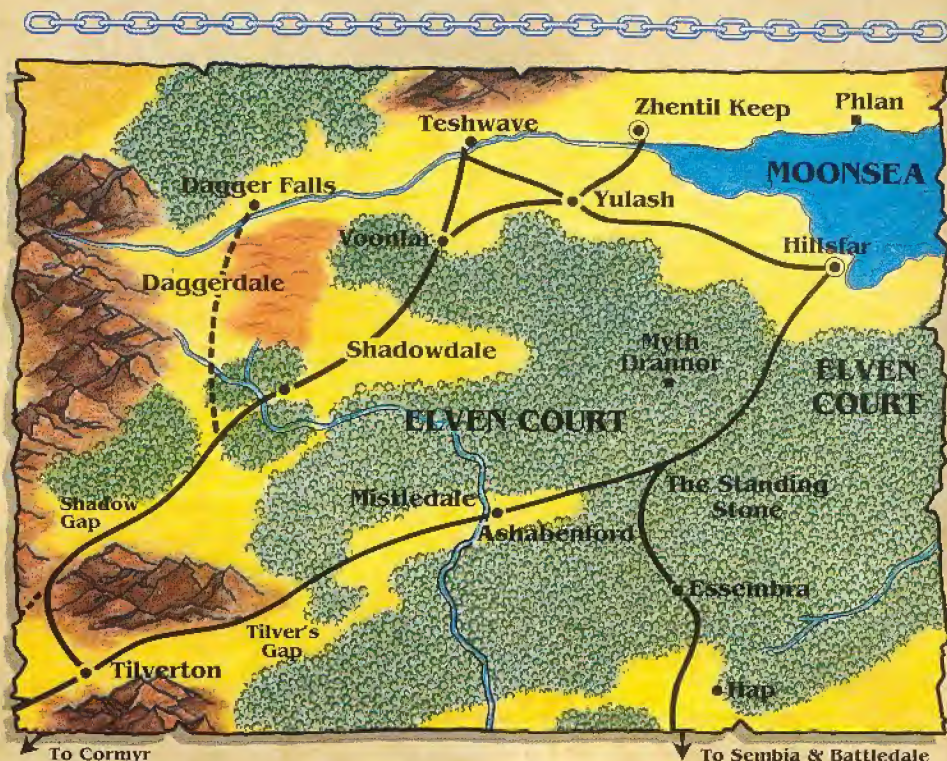 Zhentil Keep
Phlan
Teshwave
MOONSEA
Dagger Falls
Yulash
Voonlar
Hillsfar
Daggerdale
Shadowdale
Myth
Drannor
ELVEN
COURT
ELVEN COURT
Shadow
Gap
Mistledale
The Standing
Stone
Ashabenford
Essembra
Tilver's
Gap
Tilverton
Hap
To Cormyr
To Sembia & Battledale